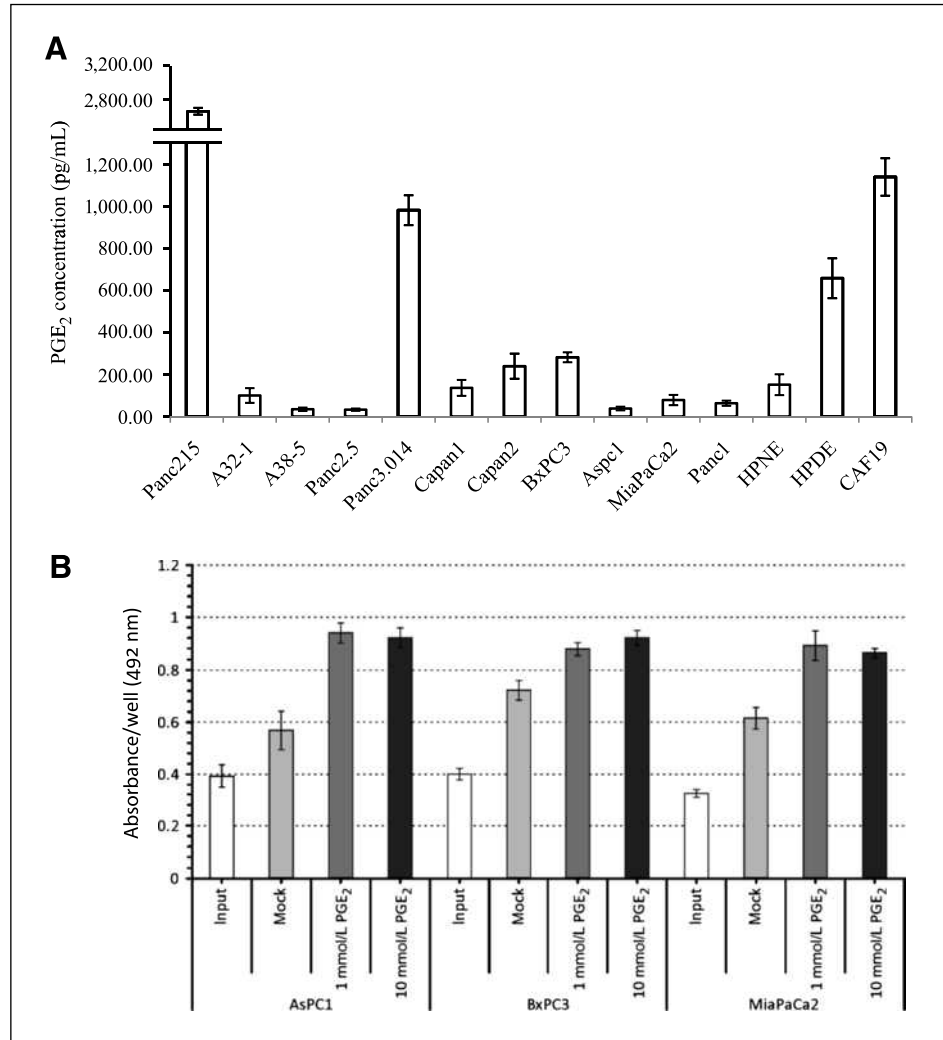 A
PGE2 concentration (pg/mL)
3,200.00
2,800.00
1,200.00
1,000.00
800.00
600.00
400.00
200.00
0.00
Panc215
A32-1
A38-5
Panc2.5
Panc3.014
Capan1
Capan2
BxPC3
Aspc1
MiaPaCa2
Panc1
HPNE
HPDE
CAF19
B
Absorbance/well (492 nm)
1.2
1
0.8
0.6
0.4
0.2
0
Input
Mock
1 mmol/L PGE2
10 mmol/L PGE2
Input
Mock
1 mmol/L PGE2
10 mmol/L PGE2
Input
Mock
1 mmol/L PGE2
10 mmol/L PGE2
AsPC1
BxPC3
MiaPaCa2